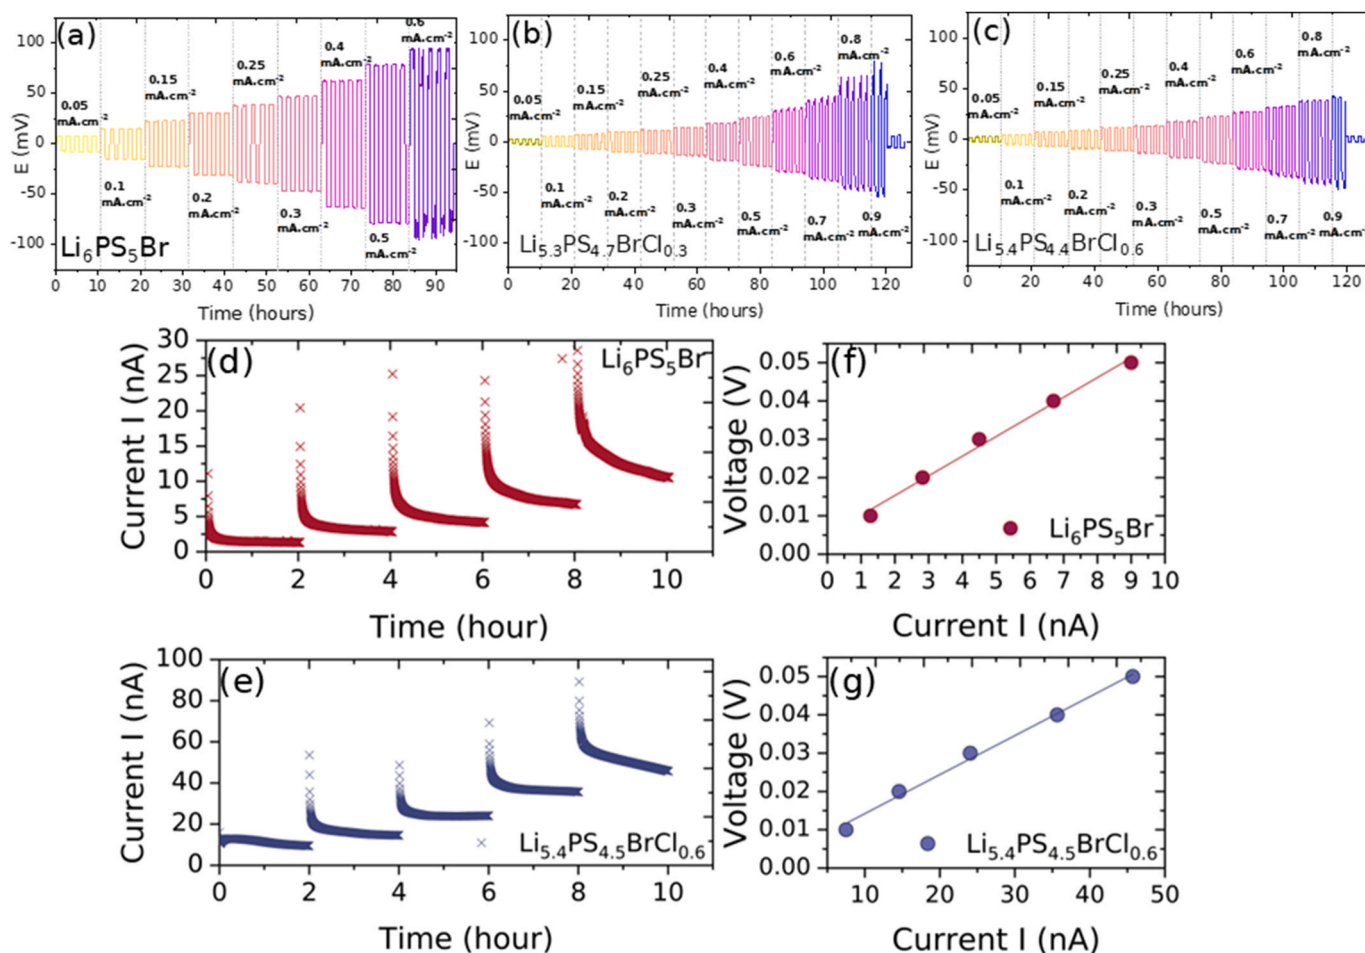 (a)
0.05
mA.cm⁻²
0.1
mA.cm⁻²
0.15
mA.cm⁻²
0.2
mA.cm⁻²
0.25
mA.cm⁻²
0.3
mA.cm⁻²
0.4
mA.cm⁻²
0.5
mA.cm⁻²
0.6
mA.cm⁻²
Li₆PS₅Br
E (mV)
100
50
0
-50
-100
0 10 20 30 40 50 60 70 80 90
Time (hours)
(b)
0.05
mA.cm⁻²
0.1
mA.cm⁻²
0.15
mA.cm⁻²
0.2
mA.cm⁻²
0.25
mA.cm⁻²
0.3
mA.cm⁻²
0.4
mA.cm⁻²
0.5
mA.cm⁻²
0.6
mA.cm⁻²
0.7
mA.cm⁻²
0.8
mA.cm⁻²
0.9
mA.cm⁻²
Li₅.₃PS₄.₇BrCl₀.₃
E (mV)
100
50
0
-50
-100
0 20 40 60 80 100 120
Time (hours)
(c)
0.05
mA.cm⁻²
0.1
mA.cm⁻²
0.15
mA.cm⁻²
0.2
mA.cm⁻²
0.25
mA.cm⁻²
0.3
mA.cm⁻²
0.4
mA.cm⁻²
0.5
mA.cm⁻²
0.6
mA.cm⁻²
0.7
mA.cm⁻²
0.8
mA.cm⁻²
0.9
mA.cm⁻²
Li₅.₄PS₄.₄BrCl₀.₆
E (mV)
100
50
0
-50
-100
0 20 40 60 80 100 120
Time (hours)
(d)
Li₆PS₅Br
Current I (nA)
30
25
20
15
10
5
0
0 2 4 6 8 10
Time (hour)
(f)
Li₆PS₅Br
Voltage (V)
0.05
0.04
0.03
0.02
0.01
0.00
0 1 2 3 4 5 6 7 8 9 10
Current I (nA)
(e)
Li₅.₄PS₄.₅BrCl₀.₆
Current I (nA)
100
80
60
40
20
0
0 2 4 6 8 10
Time (hour)
(g)
Li₅.₄PS₄.₅BrCl₀.₆
Voltage (V)
0.05
0.04
0.03
0.02
0.01
0.00
10 20 30 40 50
Current I (nA)